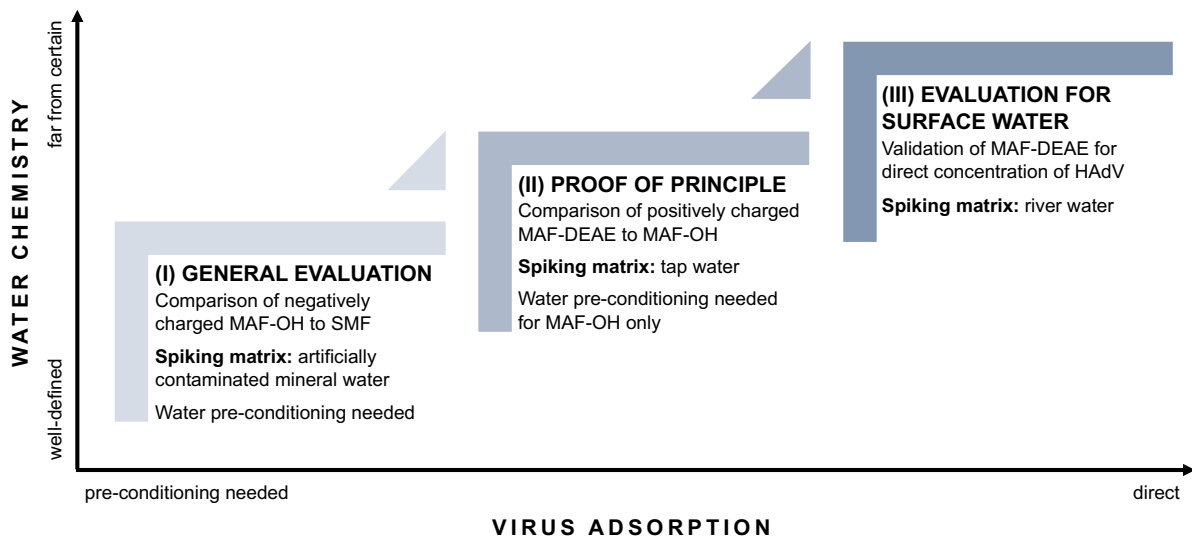 WATER CHEMISTRY
far from certain
well-defined
(I) GENERAL EVALUATION
Comparison of negatively
charged MAF-OH to SMF
Spiking matrix: artificially
contaminated mineral water
Water pre-conditioning needed
(II) PROOF OF PRINCIPLE
Comparison of positively charged
MAF-DEAE to MAF-OH
Spiking matrix: tap water
Water pre-conditioning needed
for MAF-OH only
(III) EVALUATION FOR
SURFACE WATER
Validation of MAF-DEAE for
direct concentration of HAdV
Spiking matrix: river water
pre-conditioning needed
direct
VIRUS ADSORPTION